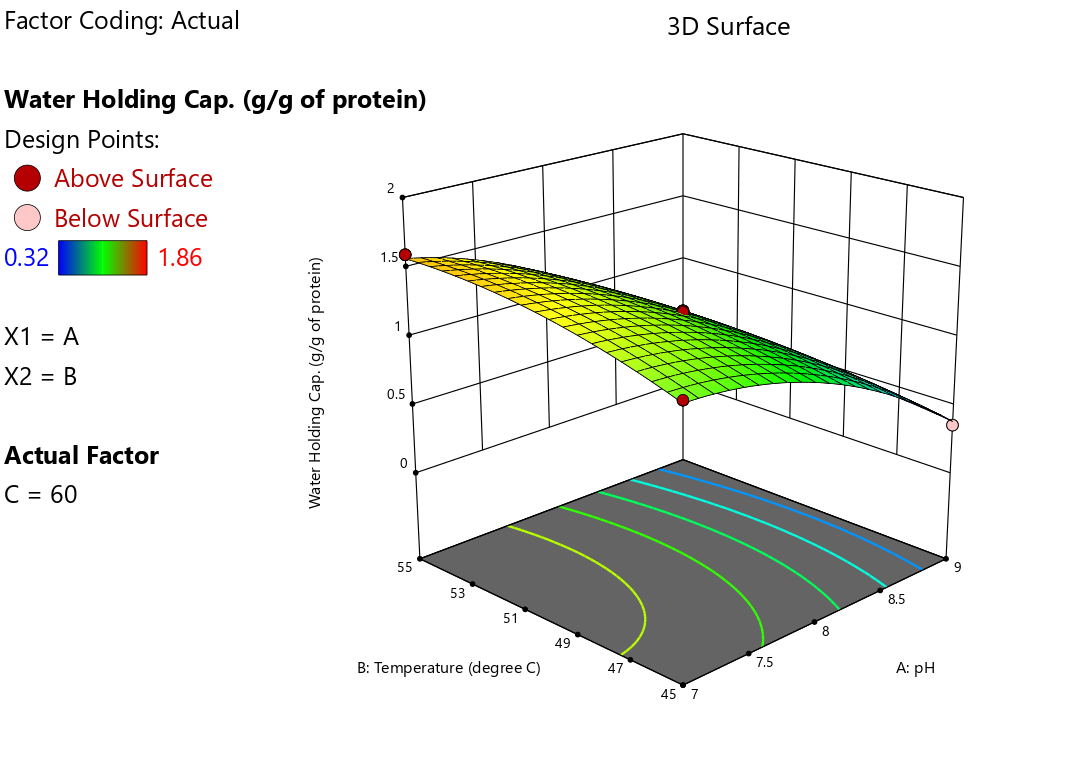 Factor Coding: Actual
3D Surface
Water Holding Cap. (g/g of protein)
Design Points:
Above Surface
Below Surface
0.32 1.86
X1 = A
X2 = B
Actual Factor
C = 60
Water Holding Cap. (g/g of protein)
2
1.5
1
0.5
0
55
53
51
49
47
45
7
7.5
8
8.5
9
B: Temperature (degree C)
A: pH